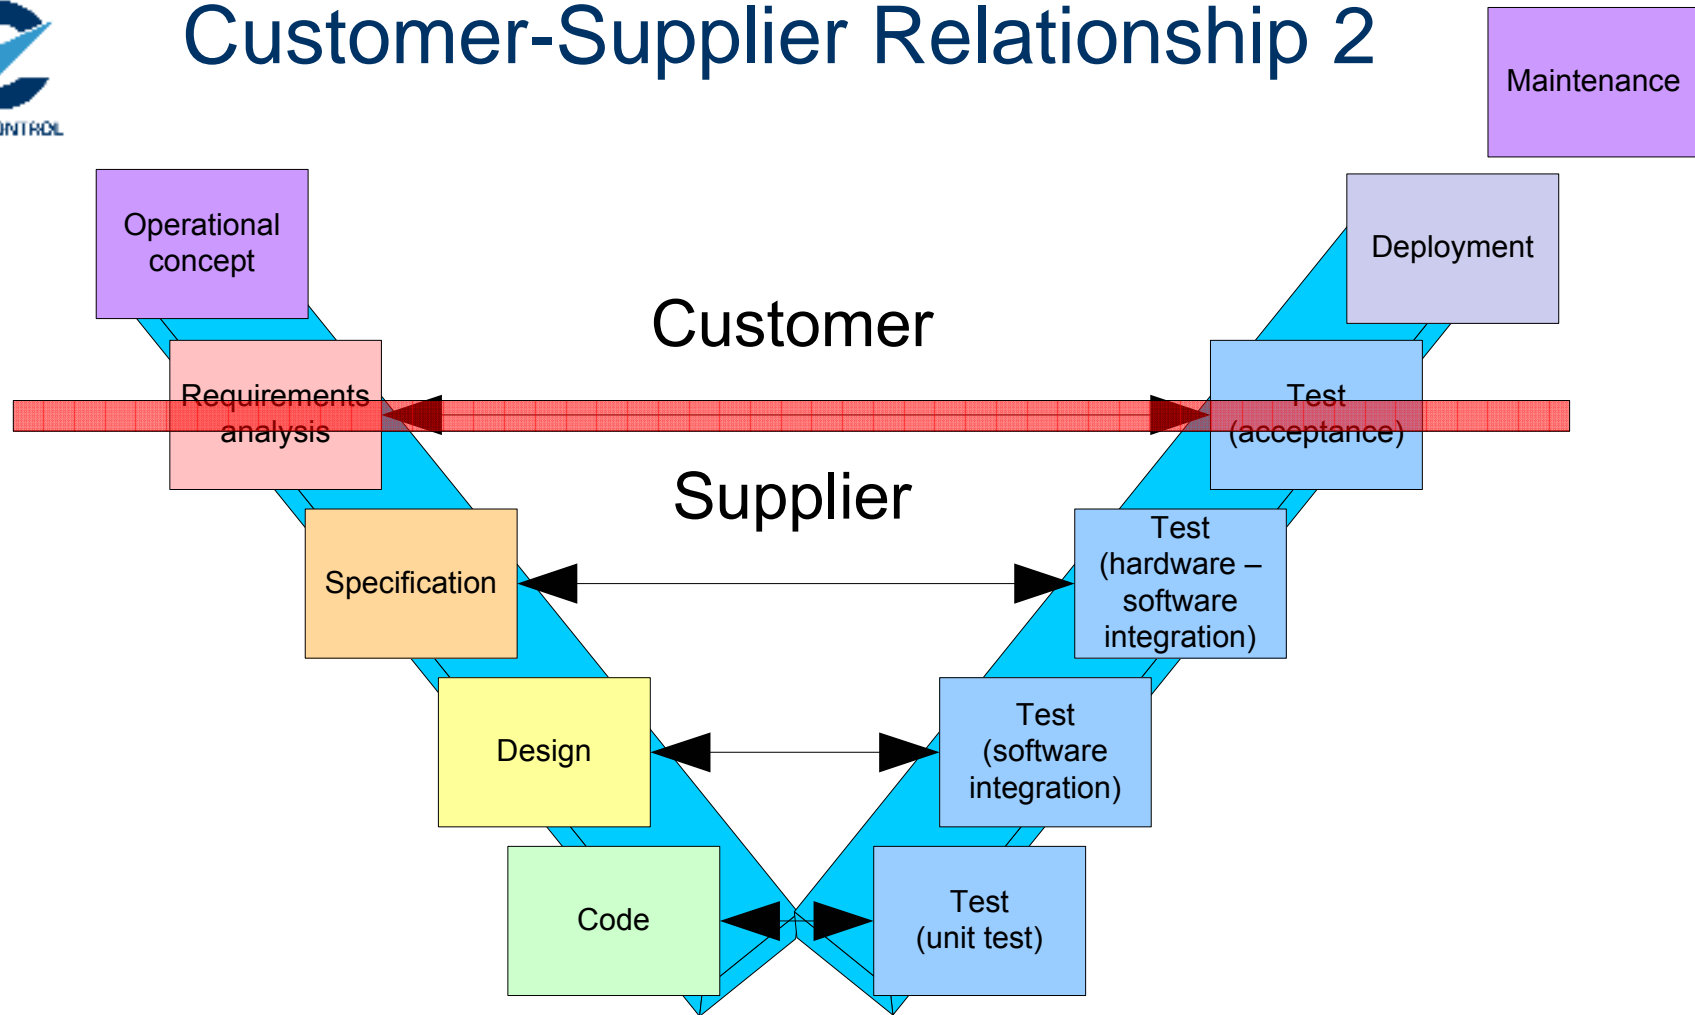 Customer-Supplier Relationship 2
Maintenance
Operational
concept
Deployment
Customer
Requirements
analysis
Test
(acceptance)
Supplier
Specification
Test
(hardware –
software
integration)
Design
Test
(software
integration)
Code
Test
(unit test)